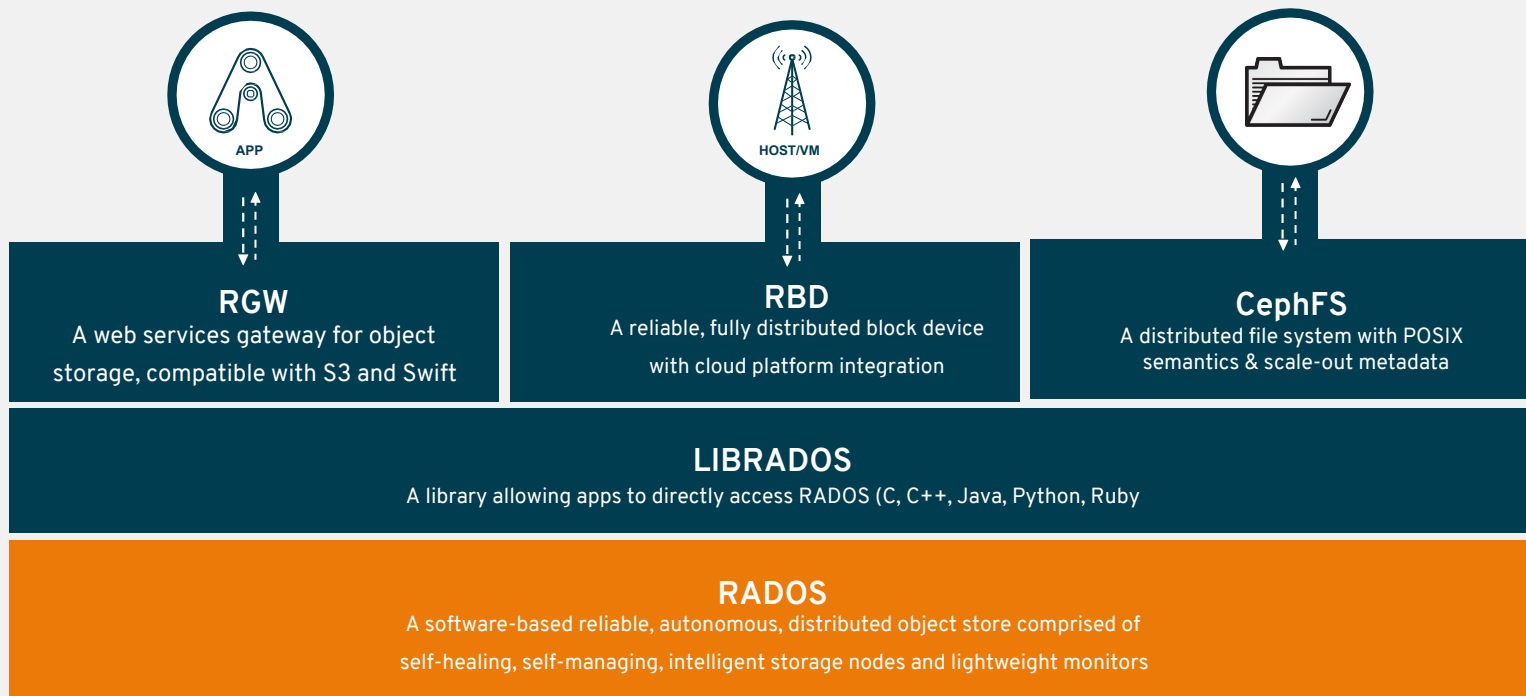 APP
HOST/VM
RGW
A web services gateway for object
storage, compatible with S3 and Swift
RBD
A reliable, fully distributed block device
with cloud platform integration
CephFS
A distributed file system with POSIX
semantics & scale-out metadata
LIBRADOS
A library allowing apps to directly access RADOS (C, C++, Java, Python, Ruby
RADOS
A software-based reliable, autonomous, distributed object store comprised of
self-healing, self-managing, intelligent storage nodes and lightweight monitors